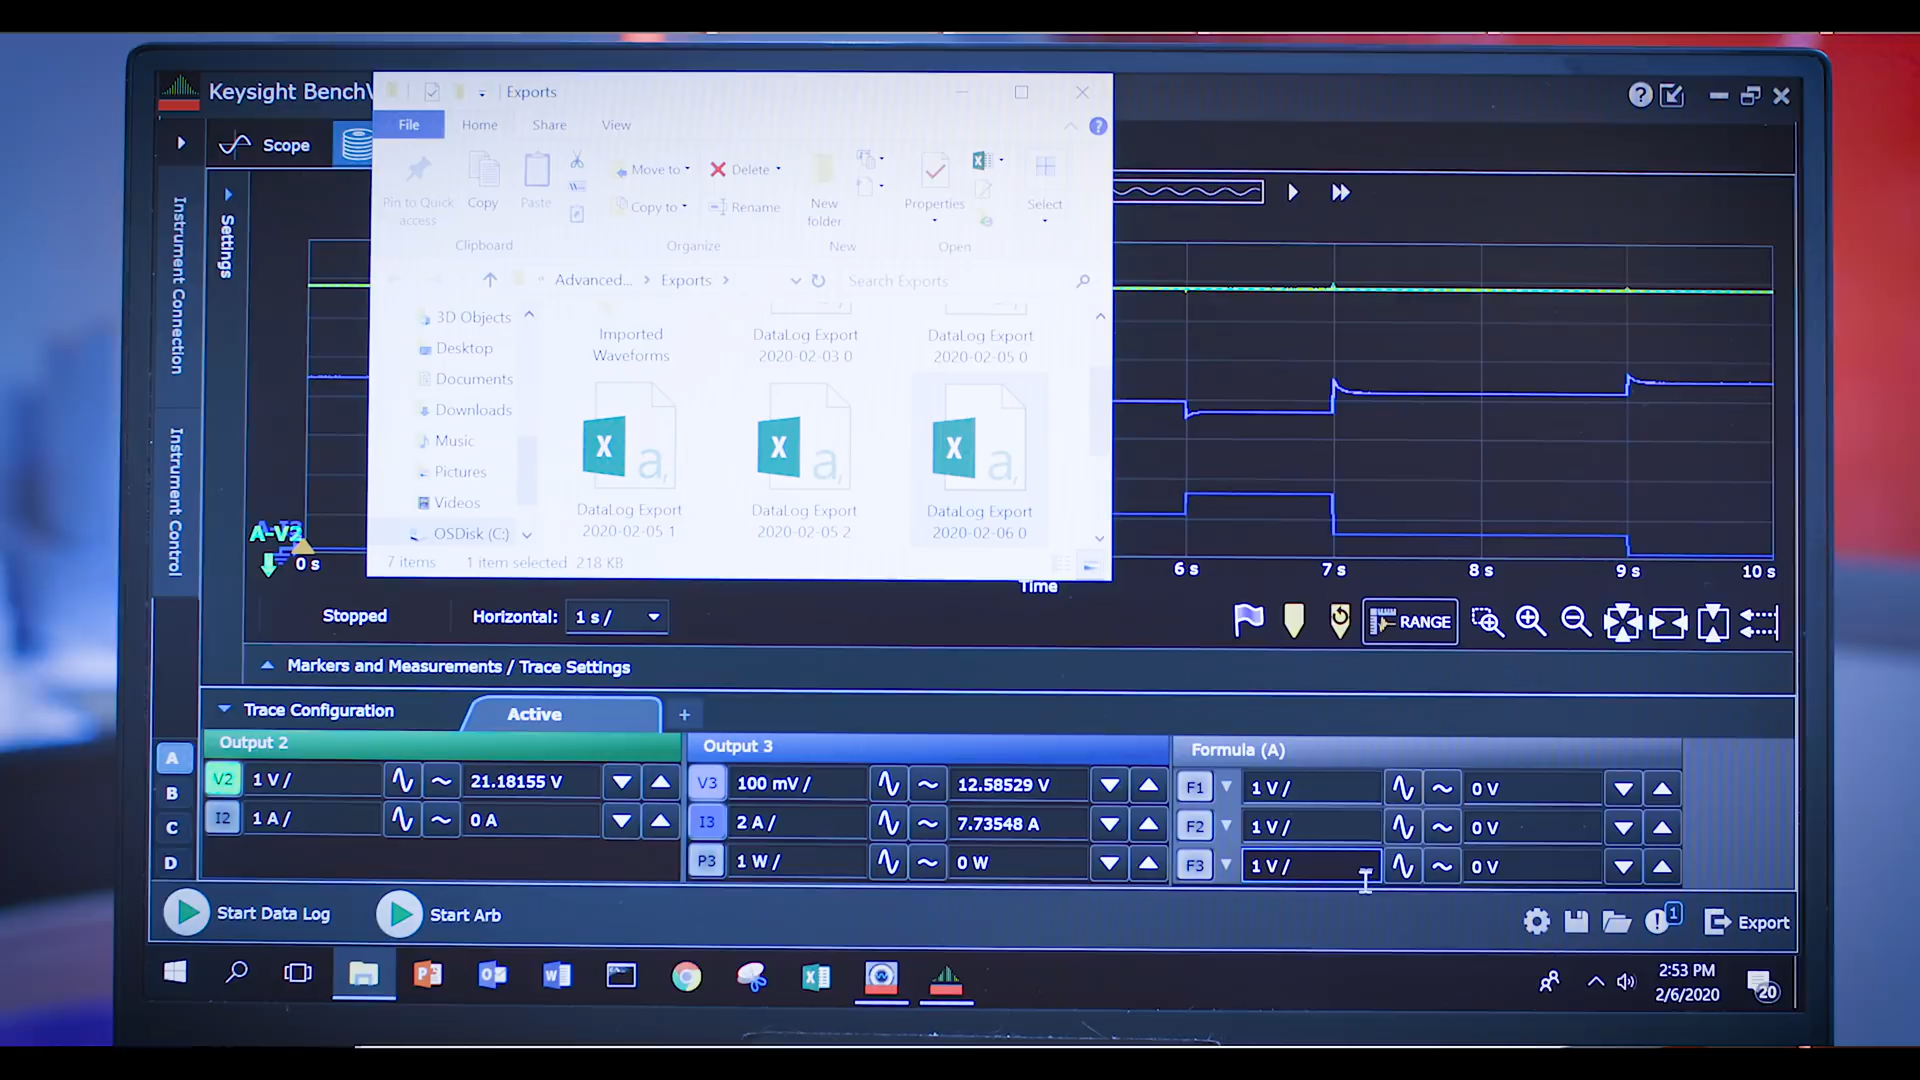 Keysight BenchV
Exports
File
Home
Share
View
Scope
Pin to Quick
access
Copy
Paste
Move to
Copy to
Delete
Rename
New
folder
Properties
Select
Clipboard
Organize
New
Open
Advanced...
Exports
Search Exports
3D Objects
Desktop
Documents
Downloads
Music
Pictures
Videos
OSDisk (C:)
Imported
Waveforms
DataLog Export
2020-02-03 0
DataLog Export
2020-02-05 0
DataLog Export
2020-02-05 1
DataLog Export
2020-02-05 2
DataLog Export
2020-02-06 0
7 items
1 item selected 218 KB
Instrument Connection
Instrument Control
Settings
A-V2
0 s
6 s
7 s
8 s
9 s
10 s
Time
Stopped
Horizontal:
1 s /
RANGE
Markers and Measurements / Trace Settings
Trace Configuration
Active
+
A
B
C
D
Output 2
V2 1 V / 21.18155 V
I2 1 A / 0 A
Output 3
V3 100 mV / 12.58529 V
I3 2 A / 7.73548 A
P3 1 W / 0 W
Formula (A)
F1 1 V / 0 V
F2 1 V / 0 V
F3 1 V / 0 V
Start Data Log
Start Arb
1
Export
2:53 PM
2/6/2020
20